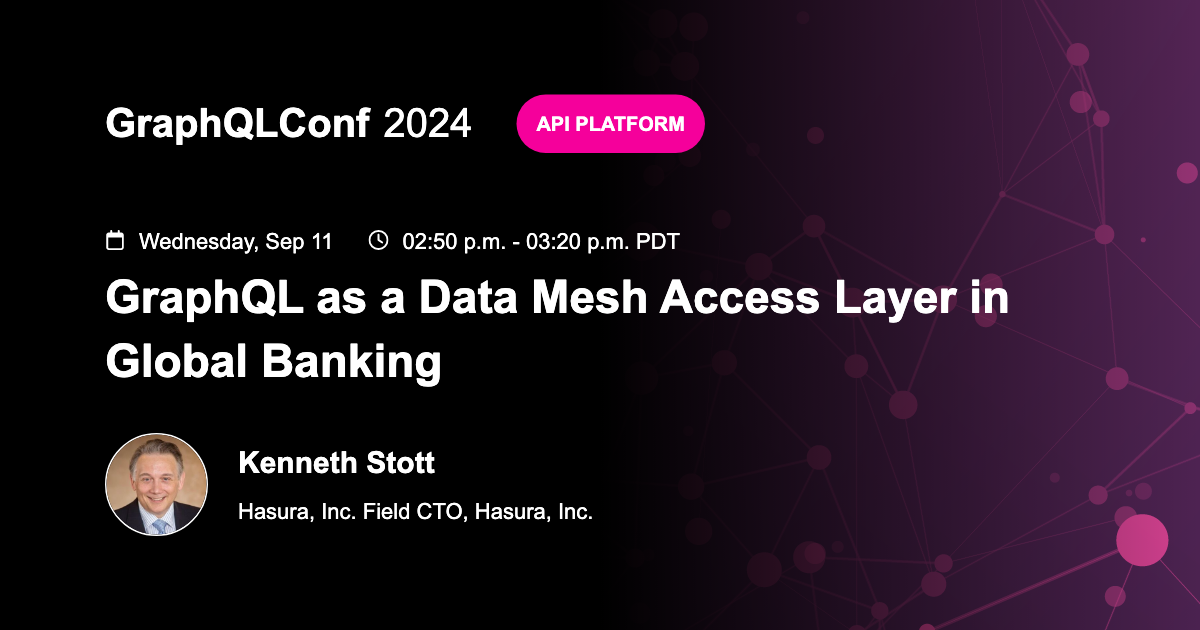 GraphQLConf 2024
API PLATFORM
Wednesday, Sep 11
02:50 p.m. - 03:20 p.m. PDT
GraphQL as a Data Mesh Access Layer in
Global Banking
Kenneth Stott
Hasura, Inc. Field CTO, Hasura, Inc.